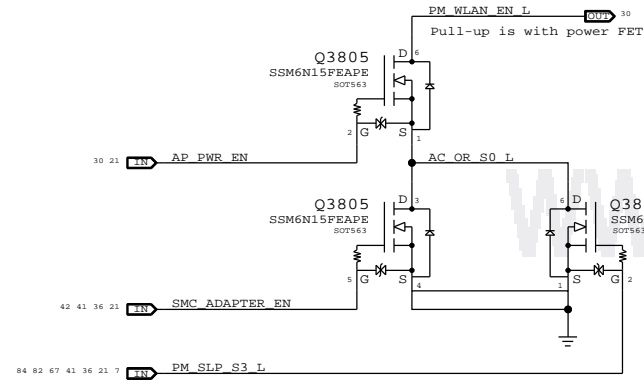 PM_WLAN_EN_L
OUT 30
Pull-up is with power FET
Q3805
SSM6N15FEAPE
SOT563
D 6
2 G S 1
30 21 IN AP_PWR_EN
AC_OR_S0_L
Q3805
SSM6N15FEAPE
SOT563
D 3
5 G S 4
6 D
Q38
SSM6
SOT563
1 S G 2
42 41 36 21 IN SMC_ADAPTER_EN
84 82 67 41 36 21 7 IN PM_SLP_S3_L